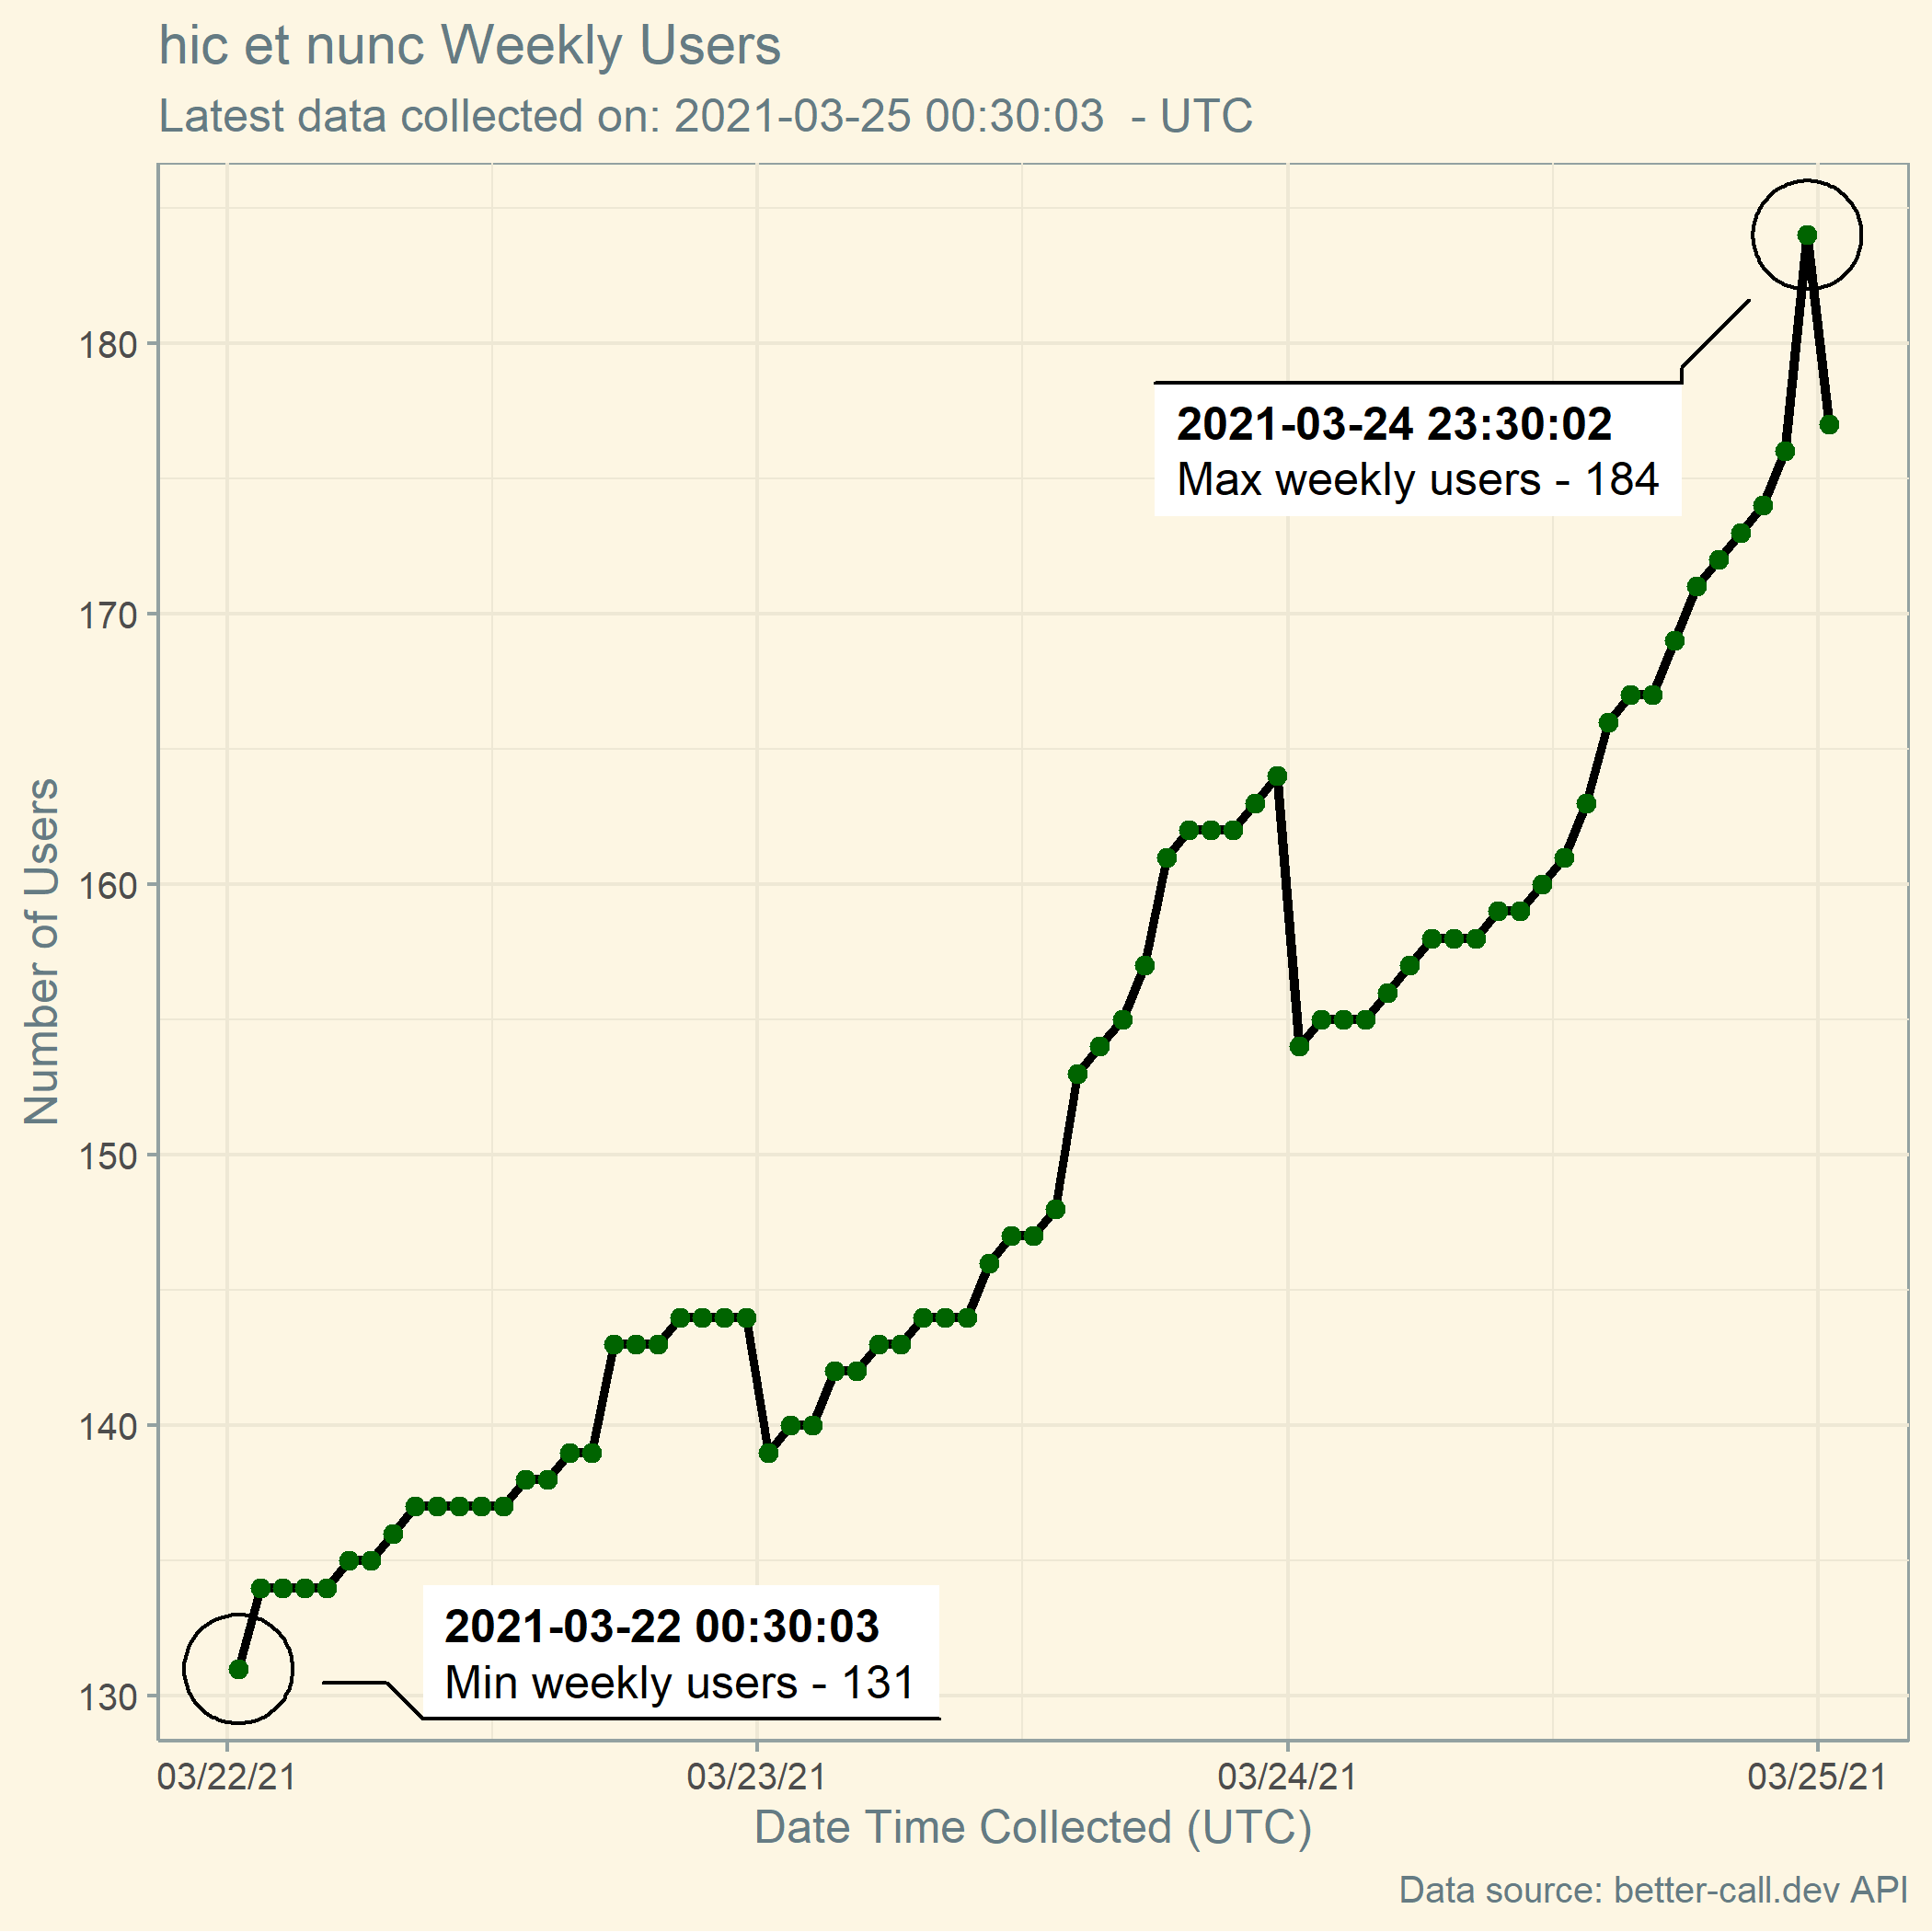 hic et nunc Weekly Users
Latest data collected on: 2021-03-25 00:30:03  - UTC
Number of Users
180
170
160
150
140
130
2021-03-24 23:30:02
Max weekly users - 184
2021-03-22 00:30:03
Min weekly users - 131
03/22/21
03/23/21
03/24/21
03/25/21
Date Time Collected (UTC)
Data source: better-call.dev API